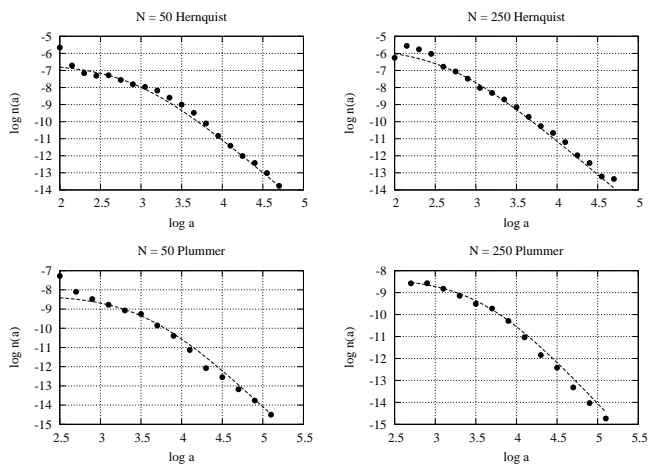 N = 50 Hernquist
log n(a)
-5
-6
-7
-8
-9
-10
-11
-12
-13
-14
2 2.5 3 3.5 4 4.5 5
log a
N = 250 Hernquist
log n(a)
-5
-6
-7
-8
-9
-10
-11
-12
-13
-14
2 2.5 3 3.5 4 4.5 5
log a
N = 50 Plummer
log n(a)
-7
-8
-9
-10
-11
-12
-13
-14
-15
2.5 3 3.5 4 4.5 5 5.5
log a
N = 250 Plummer
log n(a)
-8
-9
-10
-11
-12
-13
-14
-15
2.5 3 3.5 4 4.5 5 5.5
log a